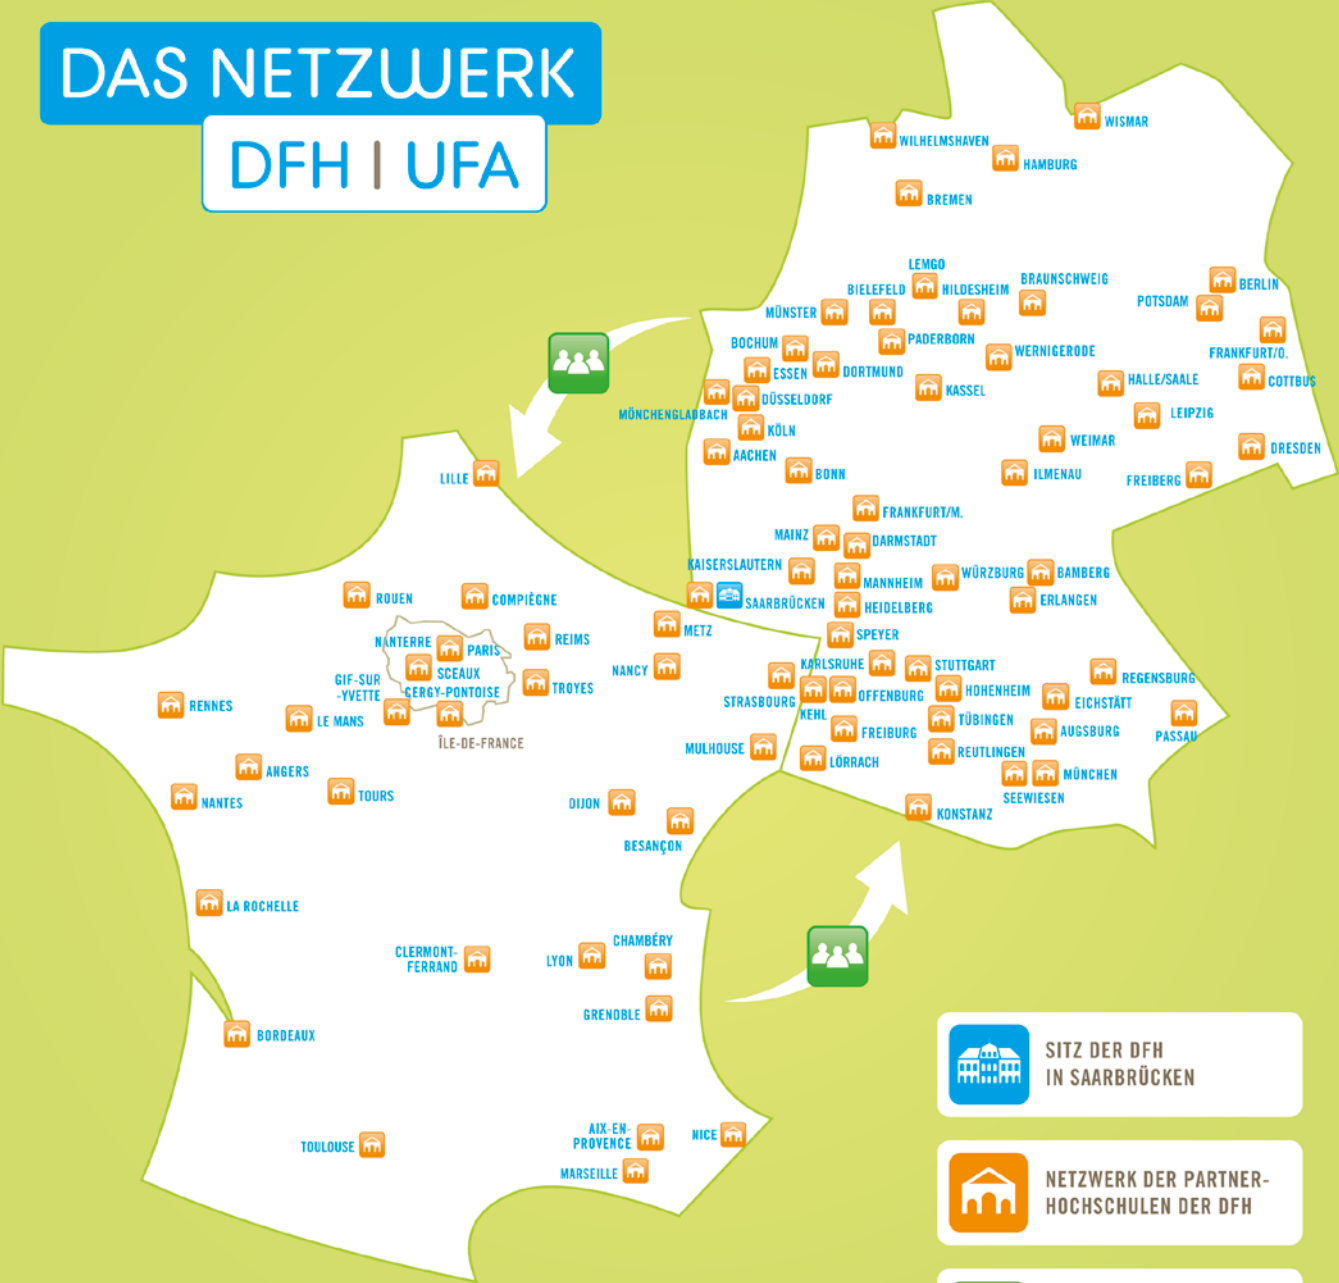 DAS NETZWERK
DFH | UFA
WISMAR
WILHELMSHAVEN
HAMBURG
BREMEN
LEMGO
BRAUNSCHWEIG
BIELEFELD
HILDESHEIM
BERLIN
POTSDAM
MÜNSTER
BOCHUM
PADERBORN
WERNIGERODE
FRANKFURT/O.
ESSEN
DORTMUND
HALLE/SAALE
COTTBUS
KASSEL
DÜSSELDORF
MÖNCHENGLADBACH
LEIPZIG
KÖLN
WEIMAR
DRESDEN
AACHEN
BONN
ILMENAU
FREIBERG
LILLE
FRANKFURT/M.
MAINZ
DARMSTADT
KAISERSLAUTERN
WÜRZBURG
BAMBERG
MANNHEIM
ROUEN
COMPIÈGNE
SAARBRÜCKEN
HEIDELBERG
ERLANGEN
METZ
SPEYER
NANTERRE
PARIS
REIMS
NANCY
KARLSRUHE
STUTTGART
SCEAUX
GIF-SUR
-YVETTE
CERGY-PONTOISE
TROYES
REGENSBURG
HOHENHEIM
STRASBOURG
OFFENBURG
EICHSTÄTT
RENNES
LE MANS
KEHL
TÜBINGEN
FREIBURG
AUGSBURG
PASSAU
ÎLE-DE-FRANCE
MULHOUSE
REUTLINGEN
LÖRRACH
ANGERS
MÜNCHEN
SEEWIESEN
NANTES
TOURS
DIJON
KONSTANZ
BESANÇON
LA ROCHELLE
CLERMONT-
FERRAND
LYON
CHAMBÉRY
GRENOBLE
BORDEAUX
SITZ DER DFH
IN SAARBRÜCKEN
AIX-EN-
PROVENCE
NICE
TOULOUSE
MARSEILLE
NETZWERK DER PARTNER-
HOCHSCHULEN DER DFH